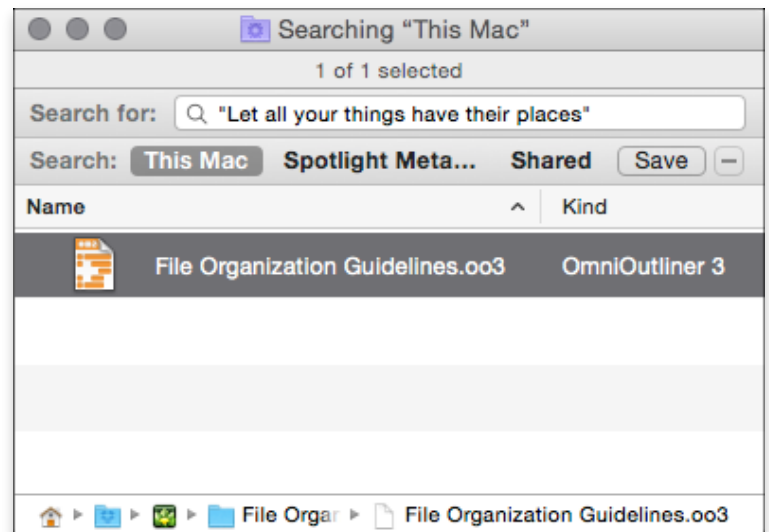 Searching “This Mac”
1 of 1 selected
Search for: "Let all your things have their places"
Search: This Mac Spotlight Meta... Shared Save
Name Kind
File Organization Guidelines.oo3 OmniOutliner 3
File Orgar File Organization Guidelines.oo3